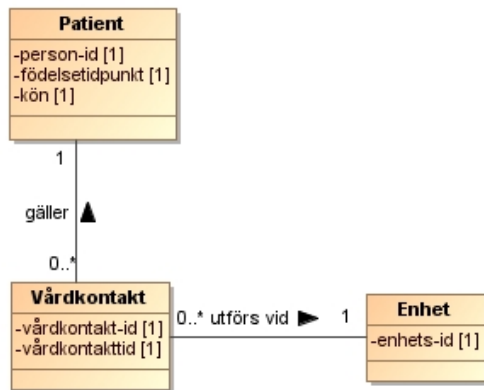 Patient
-person-id [1]
-födelsetidpunkt [1]
-kön [1]
1
gäller
0..*
Vårdkontakt
-vårdkontakt-id [1]
-vårdkontakttid [1]
0..* utförs vid 1
Enhet
-enhets-id [1]